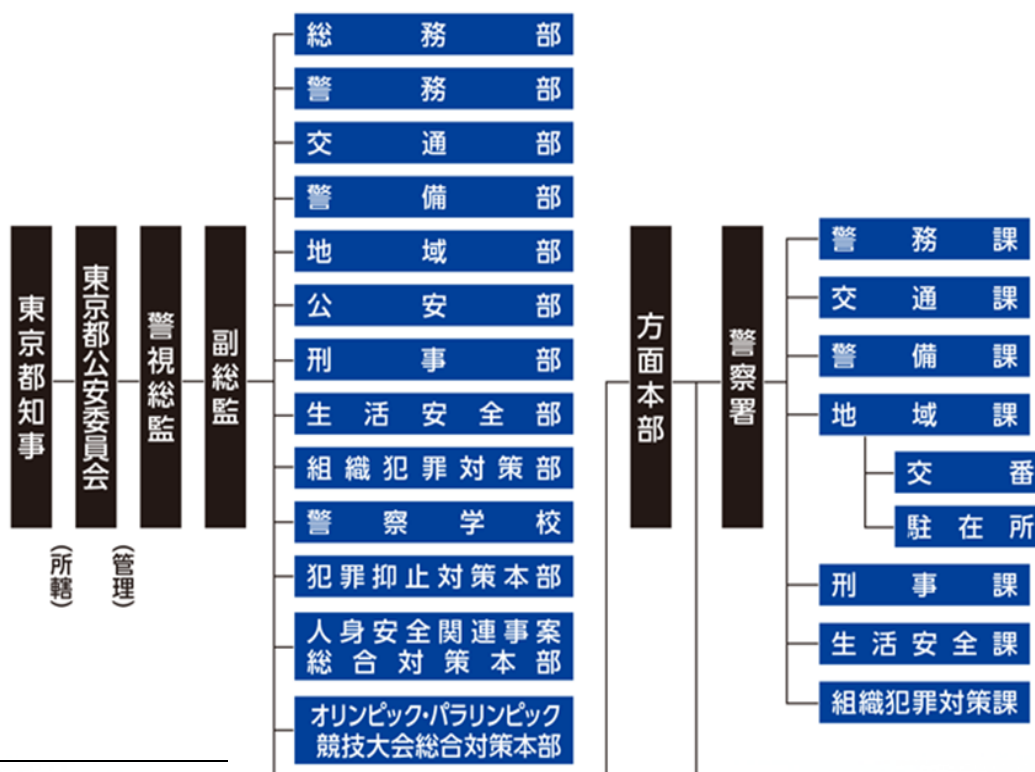 東京都知事
(所轄)
東京都公安委員会
(管理)
警視総監
副総監
総務部
警務部
交通部
警備部
地域部
公安部
刑事部
生活安全部
組織犯罪対策部
警察学校
犯罪抑止対策本部
人身安全関連事案
総合対策本部
オリンピック・パラリンピック
競技大会総合対策本部
方面本部
警察署
警務課
交通課
警備課
地域課
交番
駐在所
刑事課
生活安全課
組織犯罪対策課